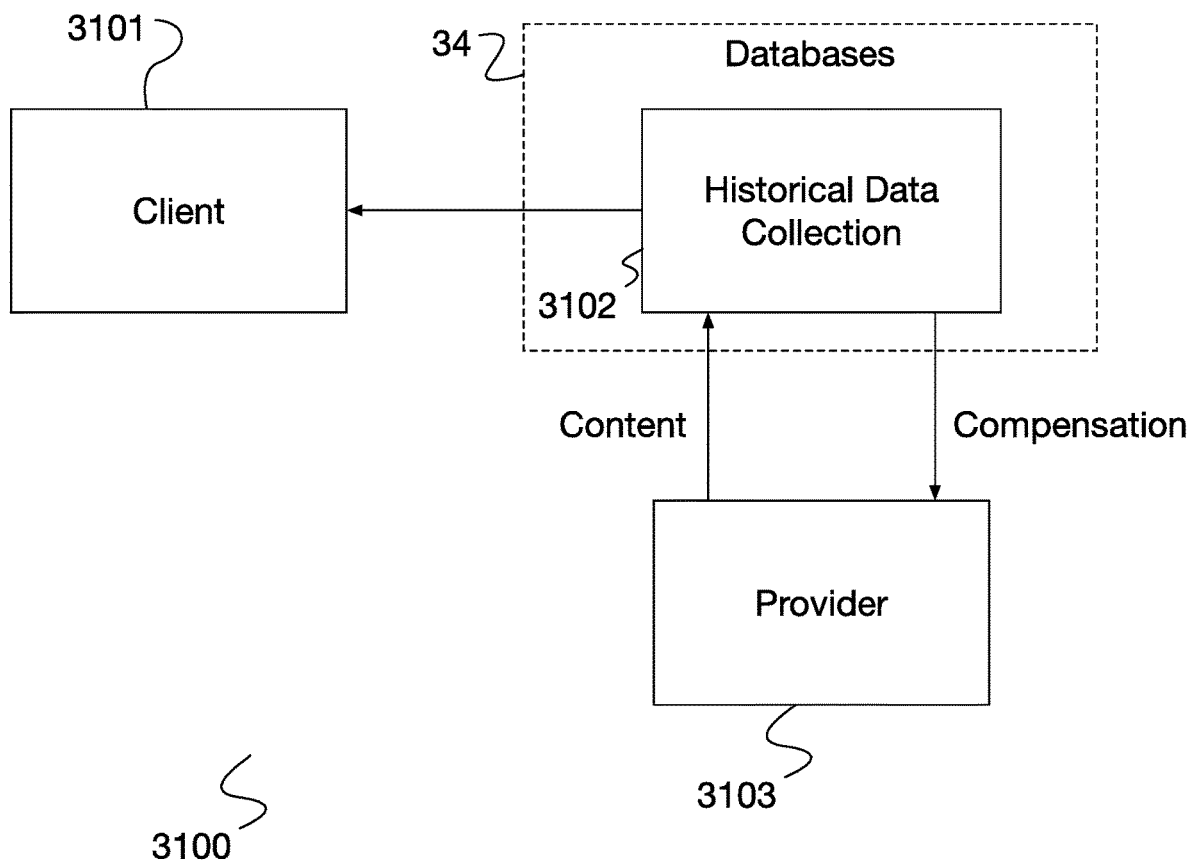 3101
34
Databases
Client
Historical Data
Collection
3102
Content
Compensation
Provider
3103
3100